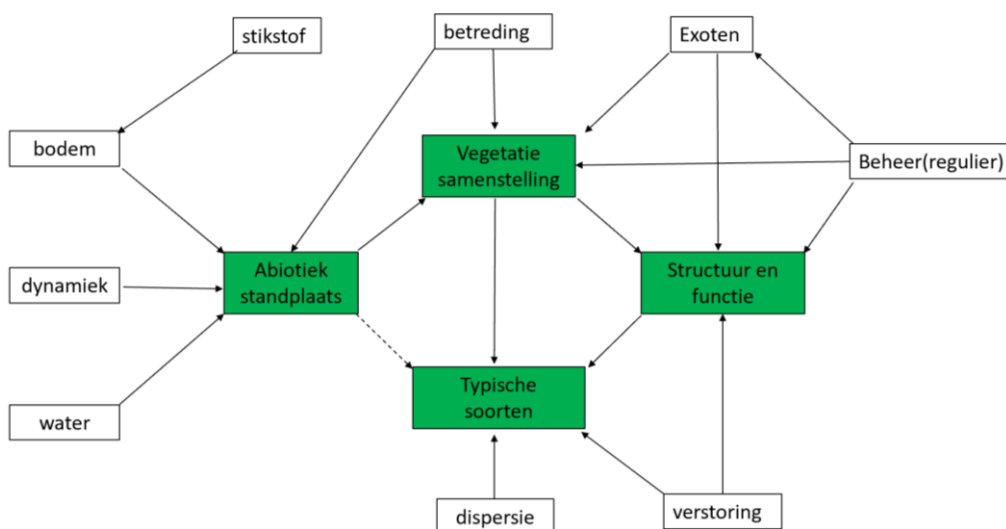 stikstof
betreding
Exoten
bodem
Vegetatie
samenstelling
Beheer(regulier)
dynamiek
Abiotiek
standplaats
Structuur en
functie
Typische
soorten
water
dispersie
verstoring